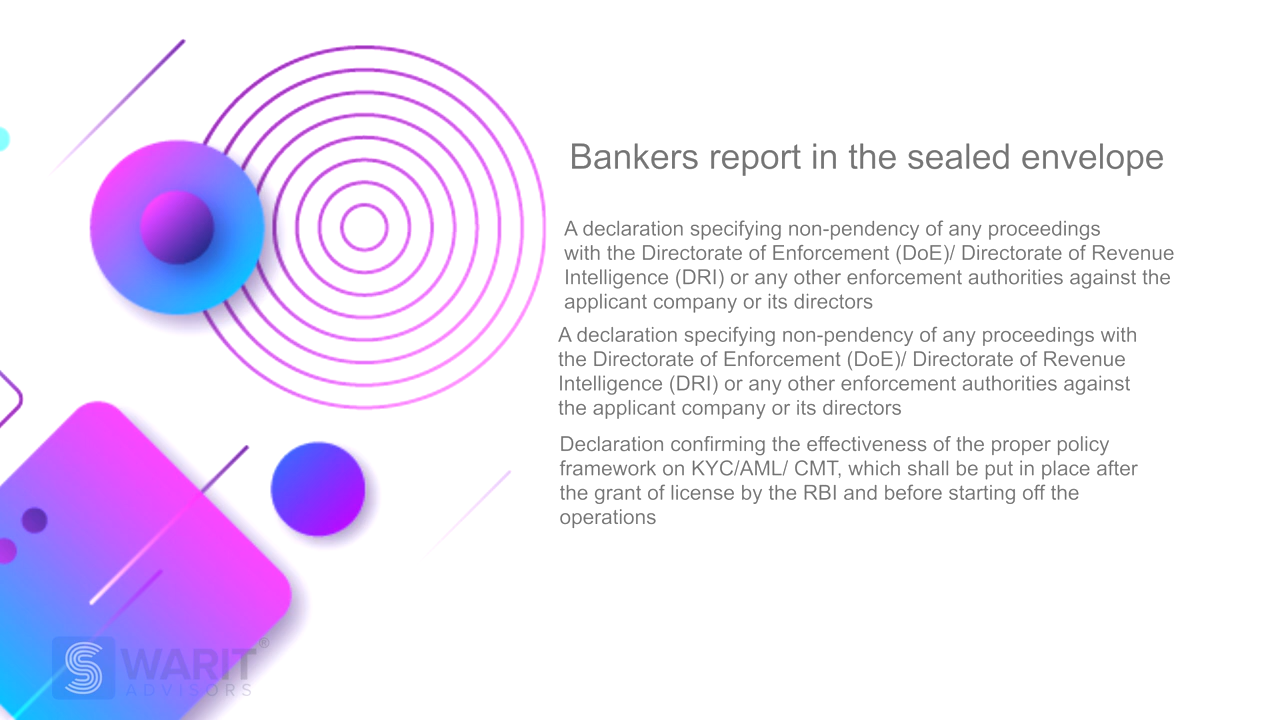 Bankers report in the sealed envelope
A declaration specifying non-pendency of any proceedings
with the Directorate of Enforcement (DoE)/ Directorate of Revenue
Intelligence (DRI) or any other enforcement authorities against the
applicant company or its directors
A declaration specifying non-pendency of any proceedings with
the Directorate of Enforcement (DoE)/ Directorate of Revenue
Intelligence (DRI) or any other enforcement authorities against
the applicant company or its directors
Declaration confirming the effectiveness of the proper policy
framework on KYC/AML/ CMT, which shall be put in place after
the grant of license by the RBI and before starting off the
operations
S WARIT®
ADVISORS